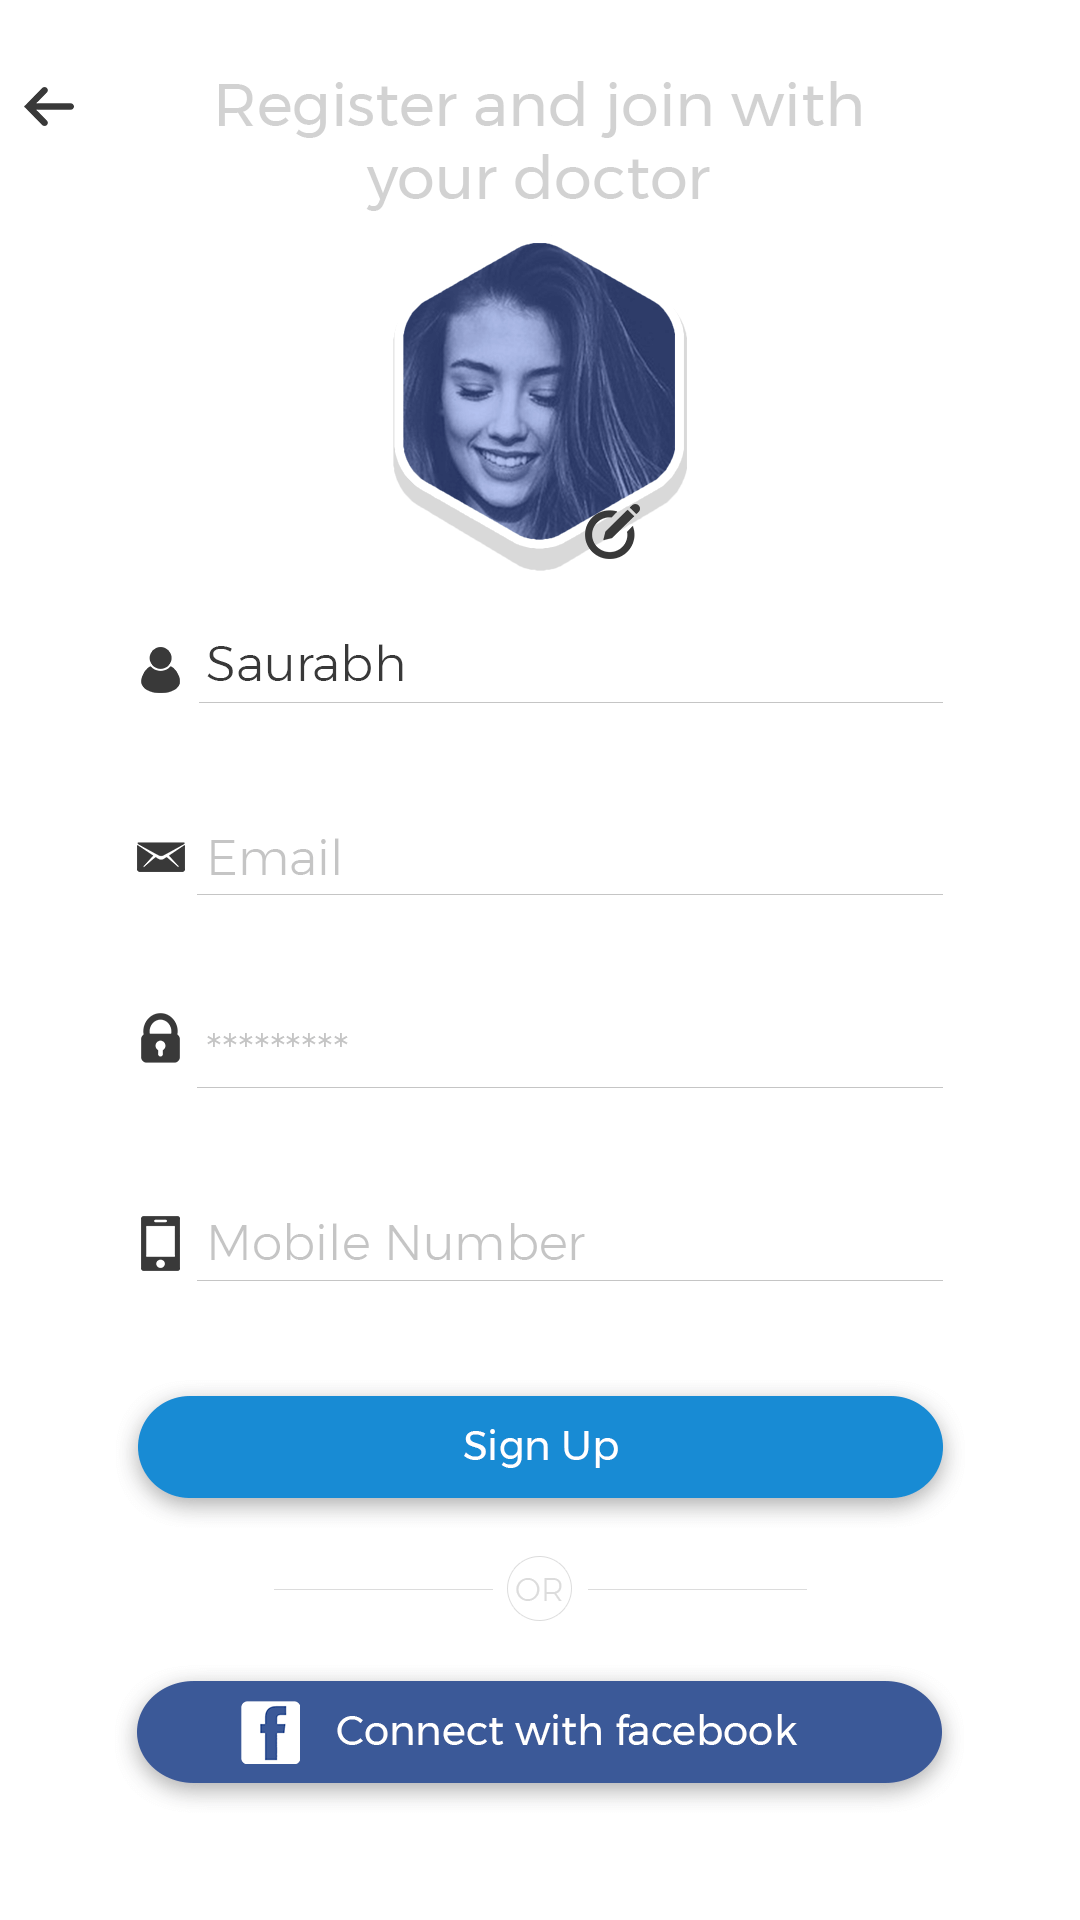 Register and join with
your doctor
Saurabh
Email
*********
Mobile Number
Sign Up
OR
f Connect with facebook